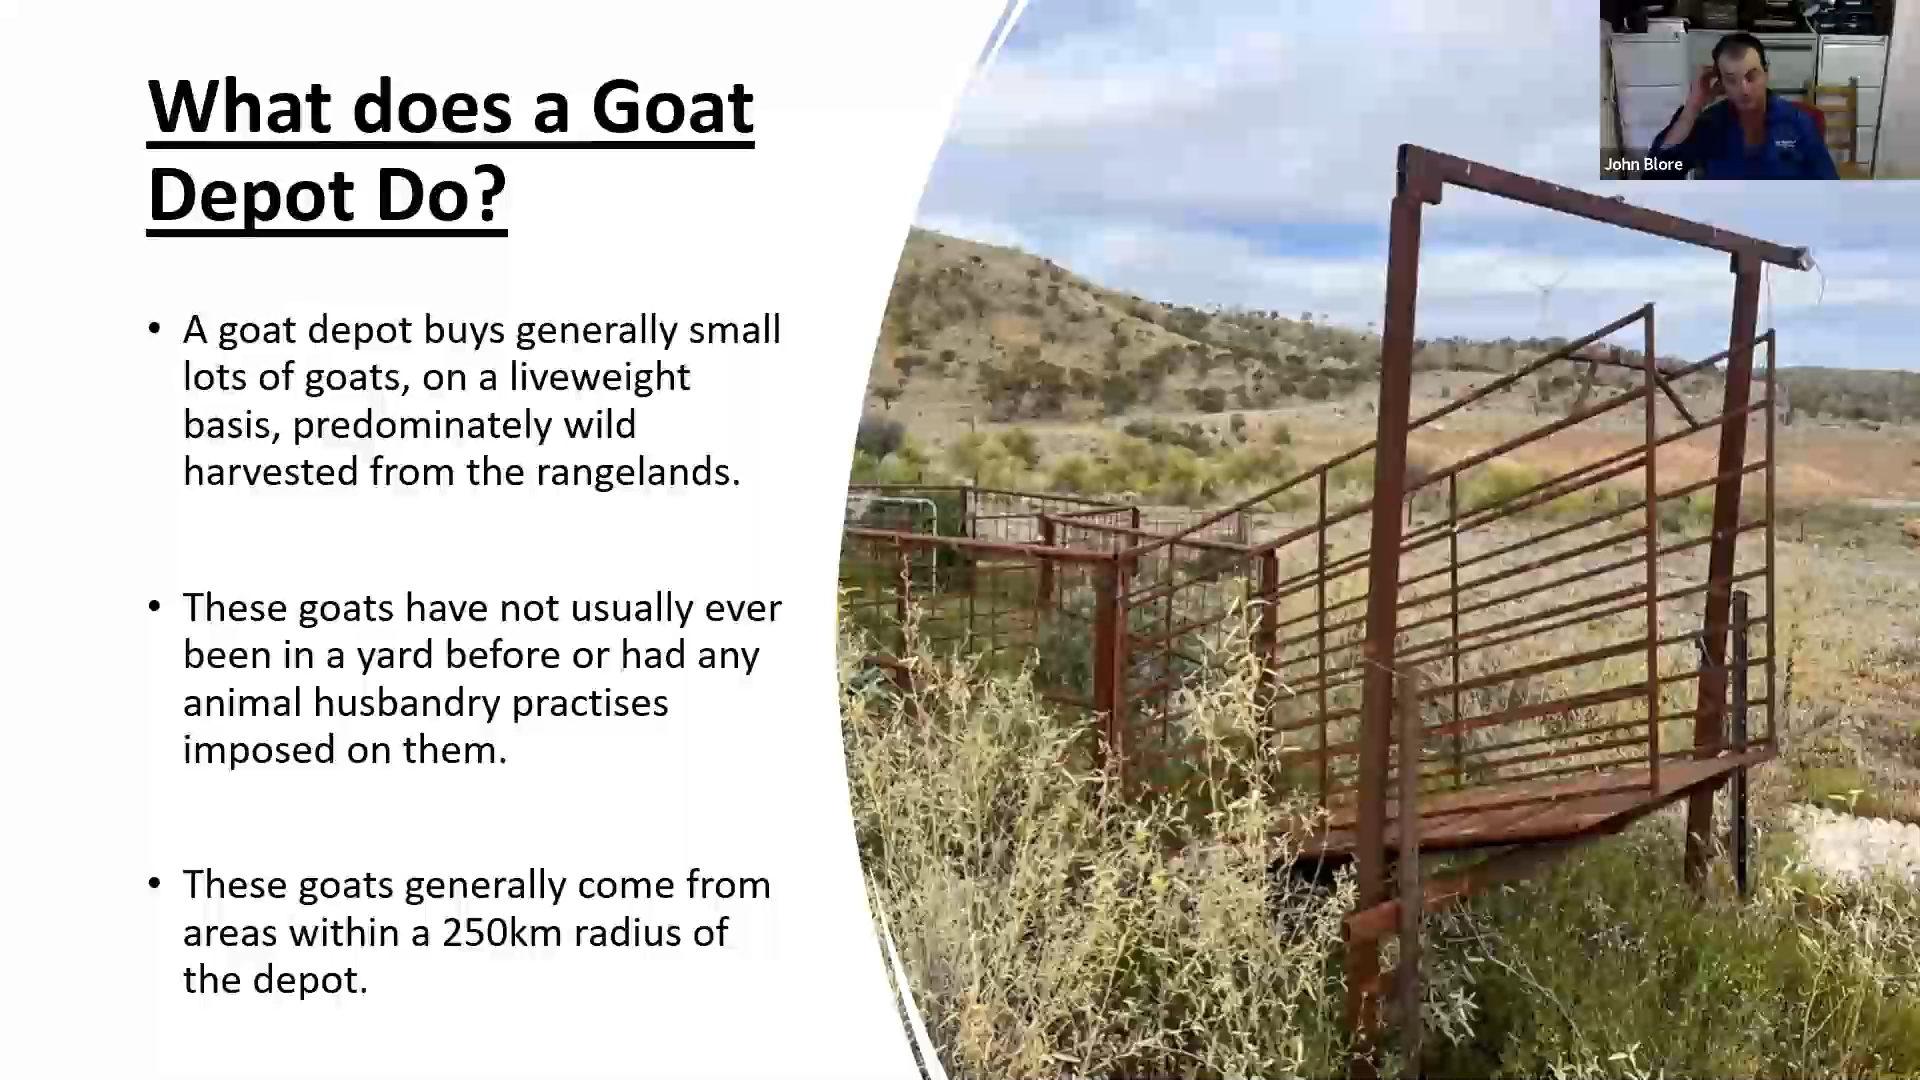 What does a Goat
Depot Do?
• A goat depot buys generally small
lots of goats, on a liveweight
basis, predominately wild
harvested from the rangelands.
• These goats have not usually ever
been in a yard before or had any
animal husbandry practises
imposed on them.
• These goats generally come from
areas within a 250km radius of
the depot.
John Blore